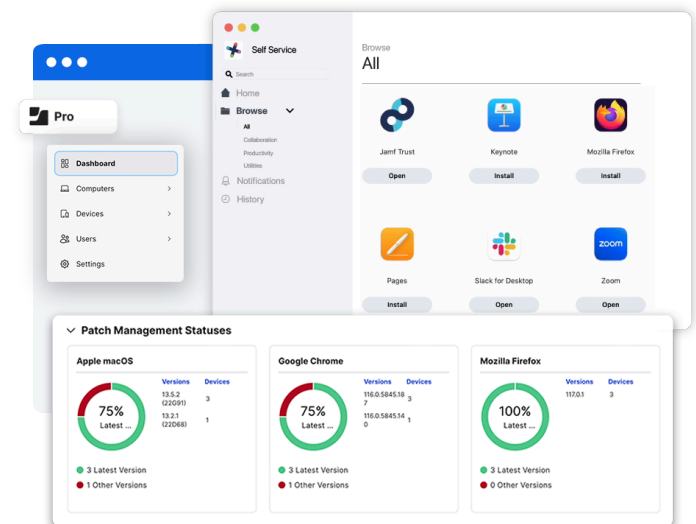 Self Service
Search
Home
Browse
All
Collaboration
Productivity
Utilities
Notifications
History
Browse
All
Jamf Trust
Keynote
Mozilla Firefox
Open
Install
Install
zoom
Pages
Slack for Desktop
Zoom
Install
Open
Open
Pro
Dashboard
Computers
Devices
Users
Settings
Patch Management Statuses
Apple macOS
Versions Devices
13.5.2
(22G91) 3
13.2.1
(22D68) 1
75%
Latest ...
3 Latest Version
1 Other Versions
Google Chrome
Versions Devices
116.0.5845.18
7 3
116.0.5845.14
0 1
75%
Latest ...
3 Latest Version
1 Other Versions
Mozilla Firefox
Versions Devices
117.0.1 3
100%
Latest ...
3 Latest Version
0 Other Versions